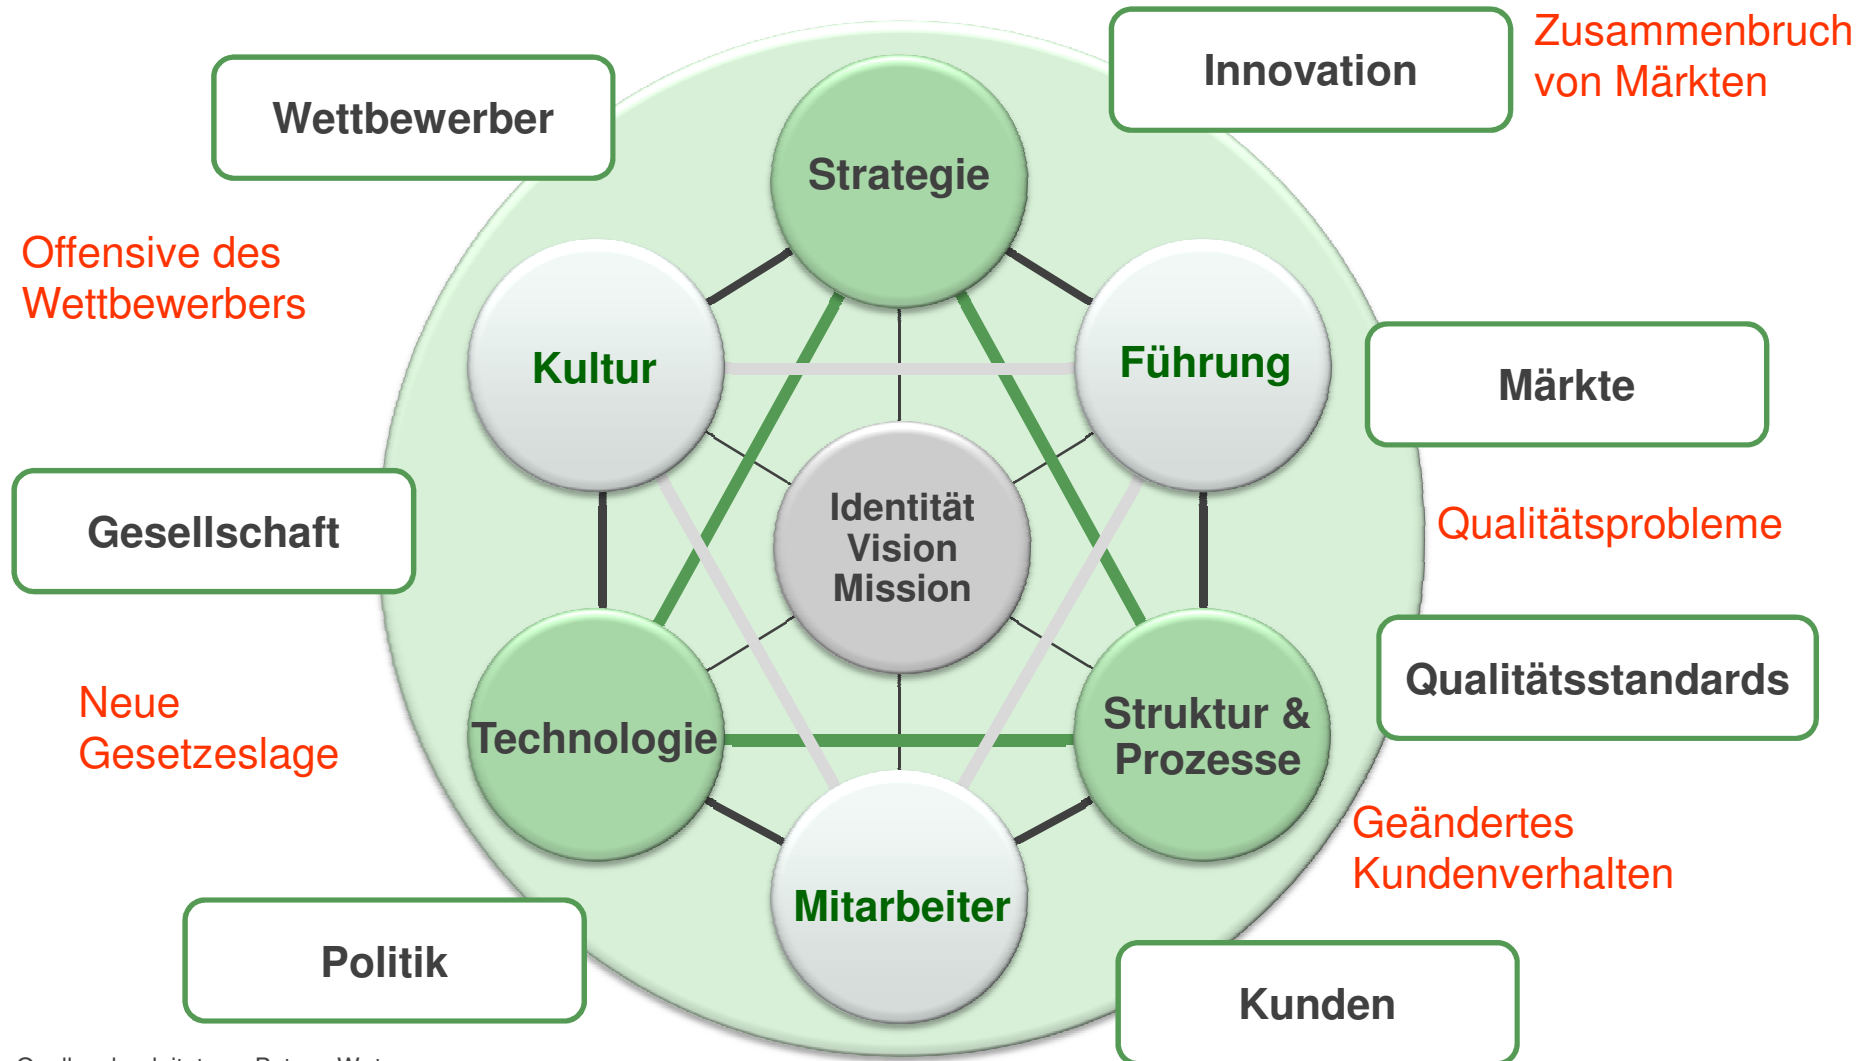 Innovation
Zusammenbruch
von Märkten
Wettbewerber
Strategie
Offensive des
Wettbewerbers
Kultur
Führung
Märkte
Identität
Vision
Mission
Gesellschaft
Qualitätsprobleme
Qualitätsstandards
Neue
Gesetzeslage
Technologie
Struktur &
Prozesse
Geändertes
Kundenverhalten
Mitarbeiter
Politik
Kunden